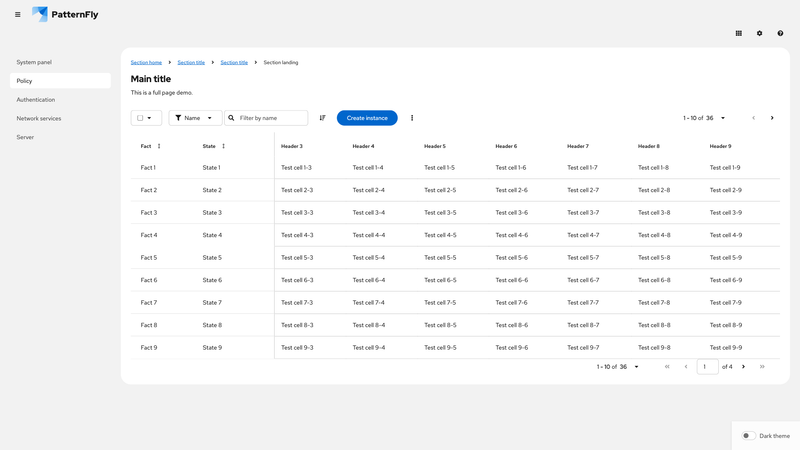 PatternFly
System panel
Policy
Authentication
Network services
Server
Section home Section title Section title Section landing
Main title
This is a full page demo.
Name Filter by name Create instance 1 - 10 of 36
Fact State Header 3 Header 4 Header 5 Header 6 Header 7 Header 8 Header 9
Fact 1 State 1 Test cell 1-3 Test cell 1-4 Test cell 1-5 Test cell 1-6 Test cell 1-7 Test cell 1-8 Test cell 1-9
Fact 2 State 2 Test cell 2-3 Test cell 2-4 Test cell 2-5 Test cell 2-6 Test cell 2-7 Test cell 2-8 Test cell 2-9
Fact 3 State 3 Test cell 3-3 Test cell 3-4 Test cell 3-5 Test cell 3-6 Test cell 3-7 Test cell 3-8 Test cell 3-9
Fact 4 State 4 Test cell 4-3 Test cell 4-4 Test cell 4-5 Test cell 4-6 Test cell 4-7 Test cell 4-8 Test cell 4-9
Fact 5 State 5 Test cell 5-3 Test cell 5-4 Test cell 5-5 Test cell 5-6 Test cell 5-7 Test cell 5-8 Test cell 5-9
Fact 6 State 6 Test cell 6-3 Test cell 6-4 Test cell 6-5 Test cell 6-6 Test cell 6-7 Test cell 6-8 Test cell 6-9
Fact 7 State 7 Test cell 7-3 Test cell 7-4 Test cell 7-5 Test cell 7-6 Test cell 7-7 Test cell 7-8 Test cell 7-9
Fact 8 State 8 Test cell 8-3 Test cell 8-4 Test cell 8-5 Test cell 8-6 Test cell 8-7 Test cell 8-8 Test cell 8-9
Fact 9 State 9 Test cell 9-3 Test cell 9-4 Test cell 9-5 Test cell 9-6 Test cell 9-7 Test cell 9-8 Test cell 9-9
1 - 10 of 36 1 of 4
Dark theme